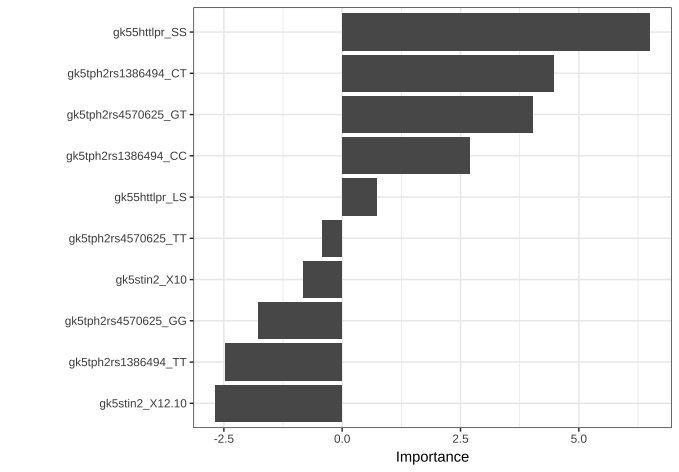 gk55httlpr_SS
gk5tph2rs1386494_CT
gk5tph2rs4570625_GT
gk5tph2rs1386494_CC
gk55httlpr_LS
gk5tph2rs4570625_TT
gk5stin2_X10
gk5tph2rs4570625_GG
gk5tph2rs1386494_TT
gk5stin2_X12.10
-2.5 0.0 2.5 5.0
Importance